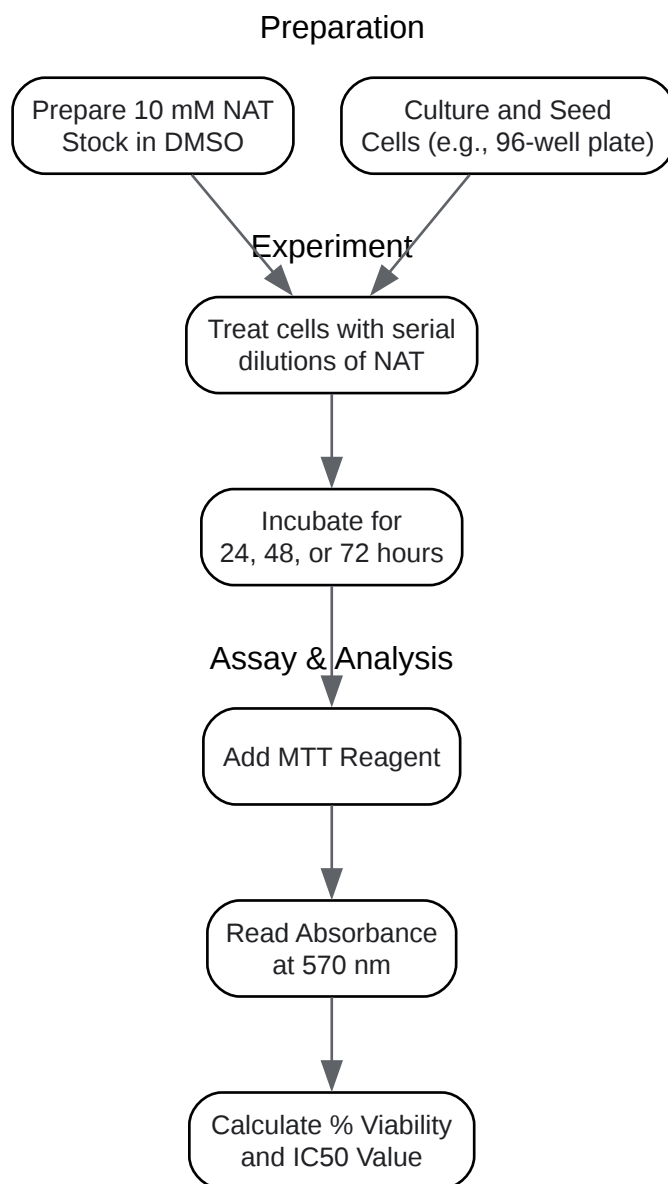 Preparation
Prepare 10 mM NAT
Stock in DMSO
Culture and Seed
Cells (e.g., 96-well plate)
Experiment
Treat cells with serial
dilutions of NAT
Incubate for
24, 48, or 72 hours
Assay & Analysis
Add MTT Reagent
Read Absorbance
at 570 nm
Calculate % Viability
and IC50 Value